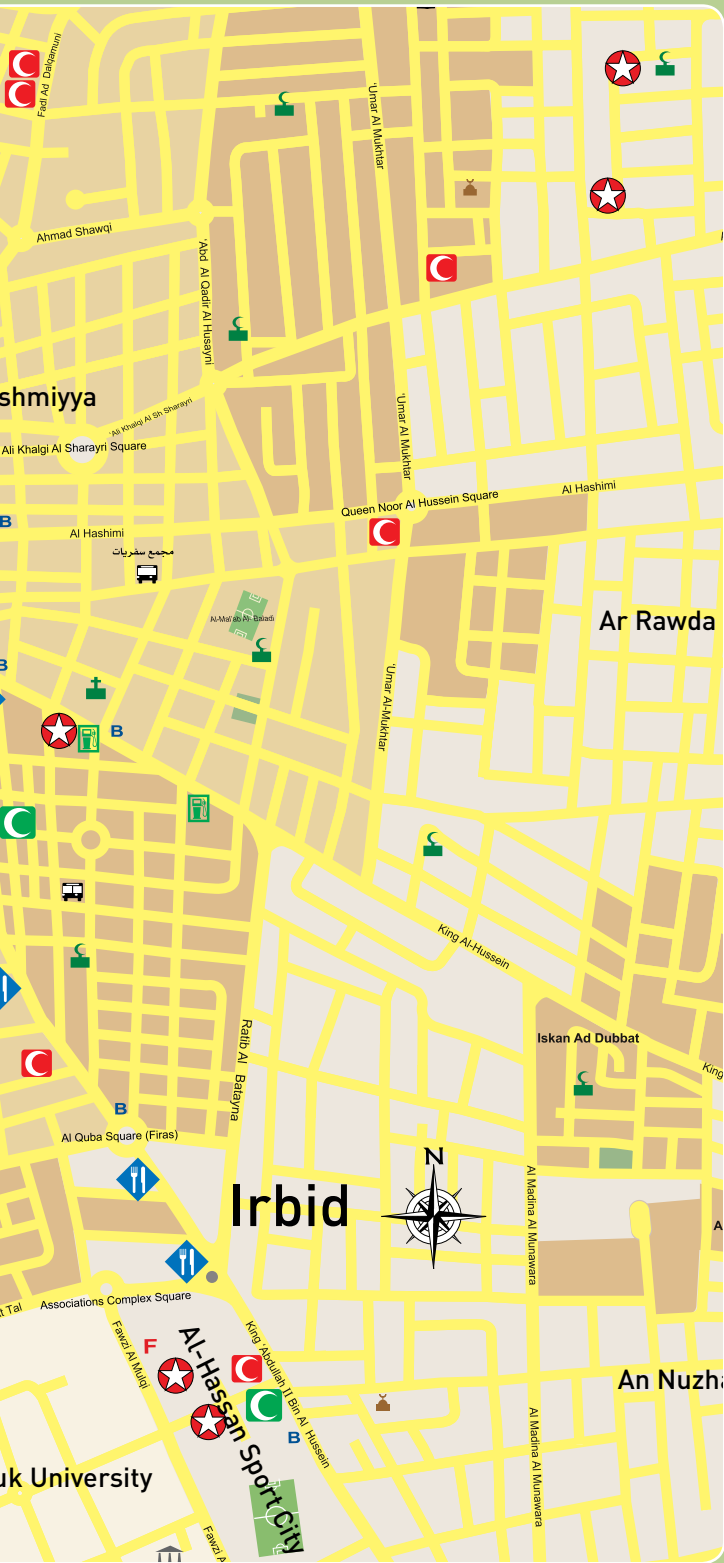 Fadl Ad Dalqamuni
'Umar Al Mukhtar
Ahmad Shawqi
'Abd Al Qadir Al Husayni
shmiyya
'Ali Khalqi Al Sh Sharayri
Ali Khalgi Al Sharayri Square
'Umar Al Mukhtar
Queen Noor Al Hussein Square
Al Hashimi
B
Al Hashimi
مجمع سفريات
Al-Mal'ab Al- Baladi
Ar Rawda
B
'Umar Al-Mukhtar
B
King Al-Hussein
Ratib Al Batayna
Iskan Ad Dubbat
King
B
Al Quba Square (Firas)
N
Irbid
Al Madina Al Munawara
A
t Tal
Associations Complex Square
Fawzi Al Mulqi
F
Al-Hassan Sport City
King 'Abdullah II Bin Al Hussein
An Nuzha
B
Al Madina Al Munawara
uk University
Fawzi A